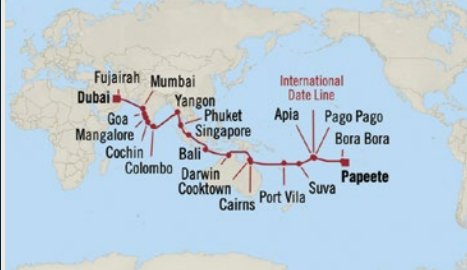 Fujairah
Mumbai
Dubai
Yangon
Goa
Phuket
Mangalore
Singapore
Cochin
Colombo
Bali
Darwin
Cooktown
Cairns
Port Vila
Suva
International
Date Line
Apia
Pago Pago
Bora Bora
Papeete